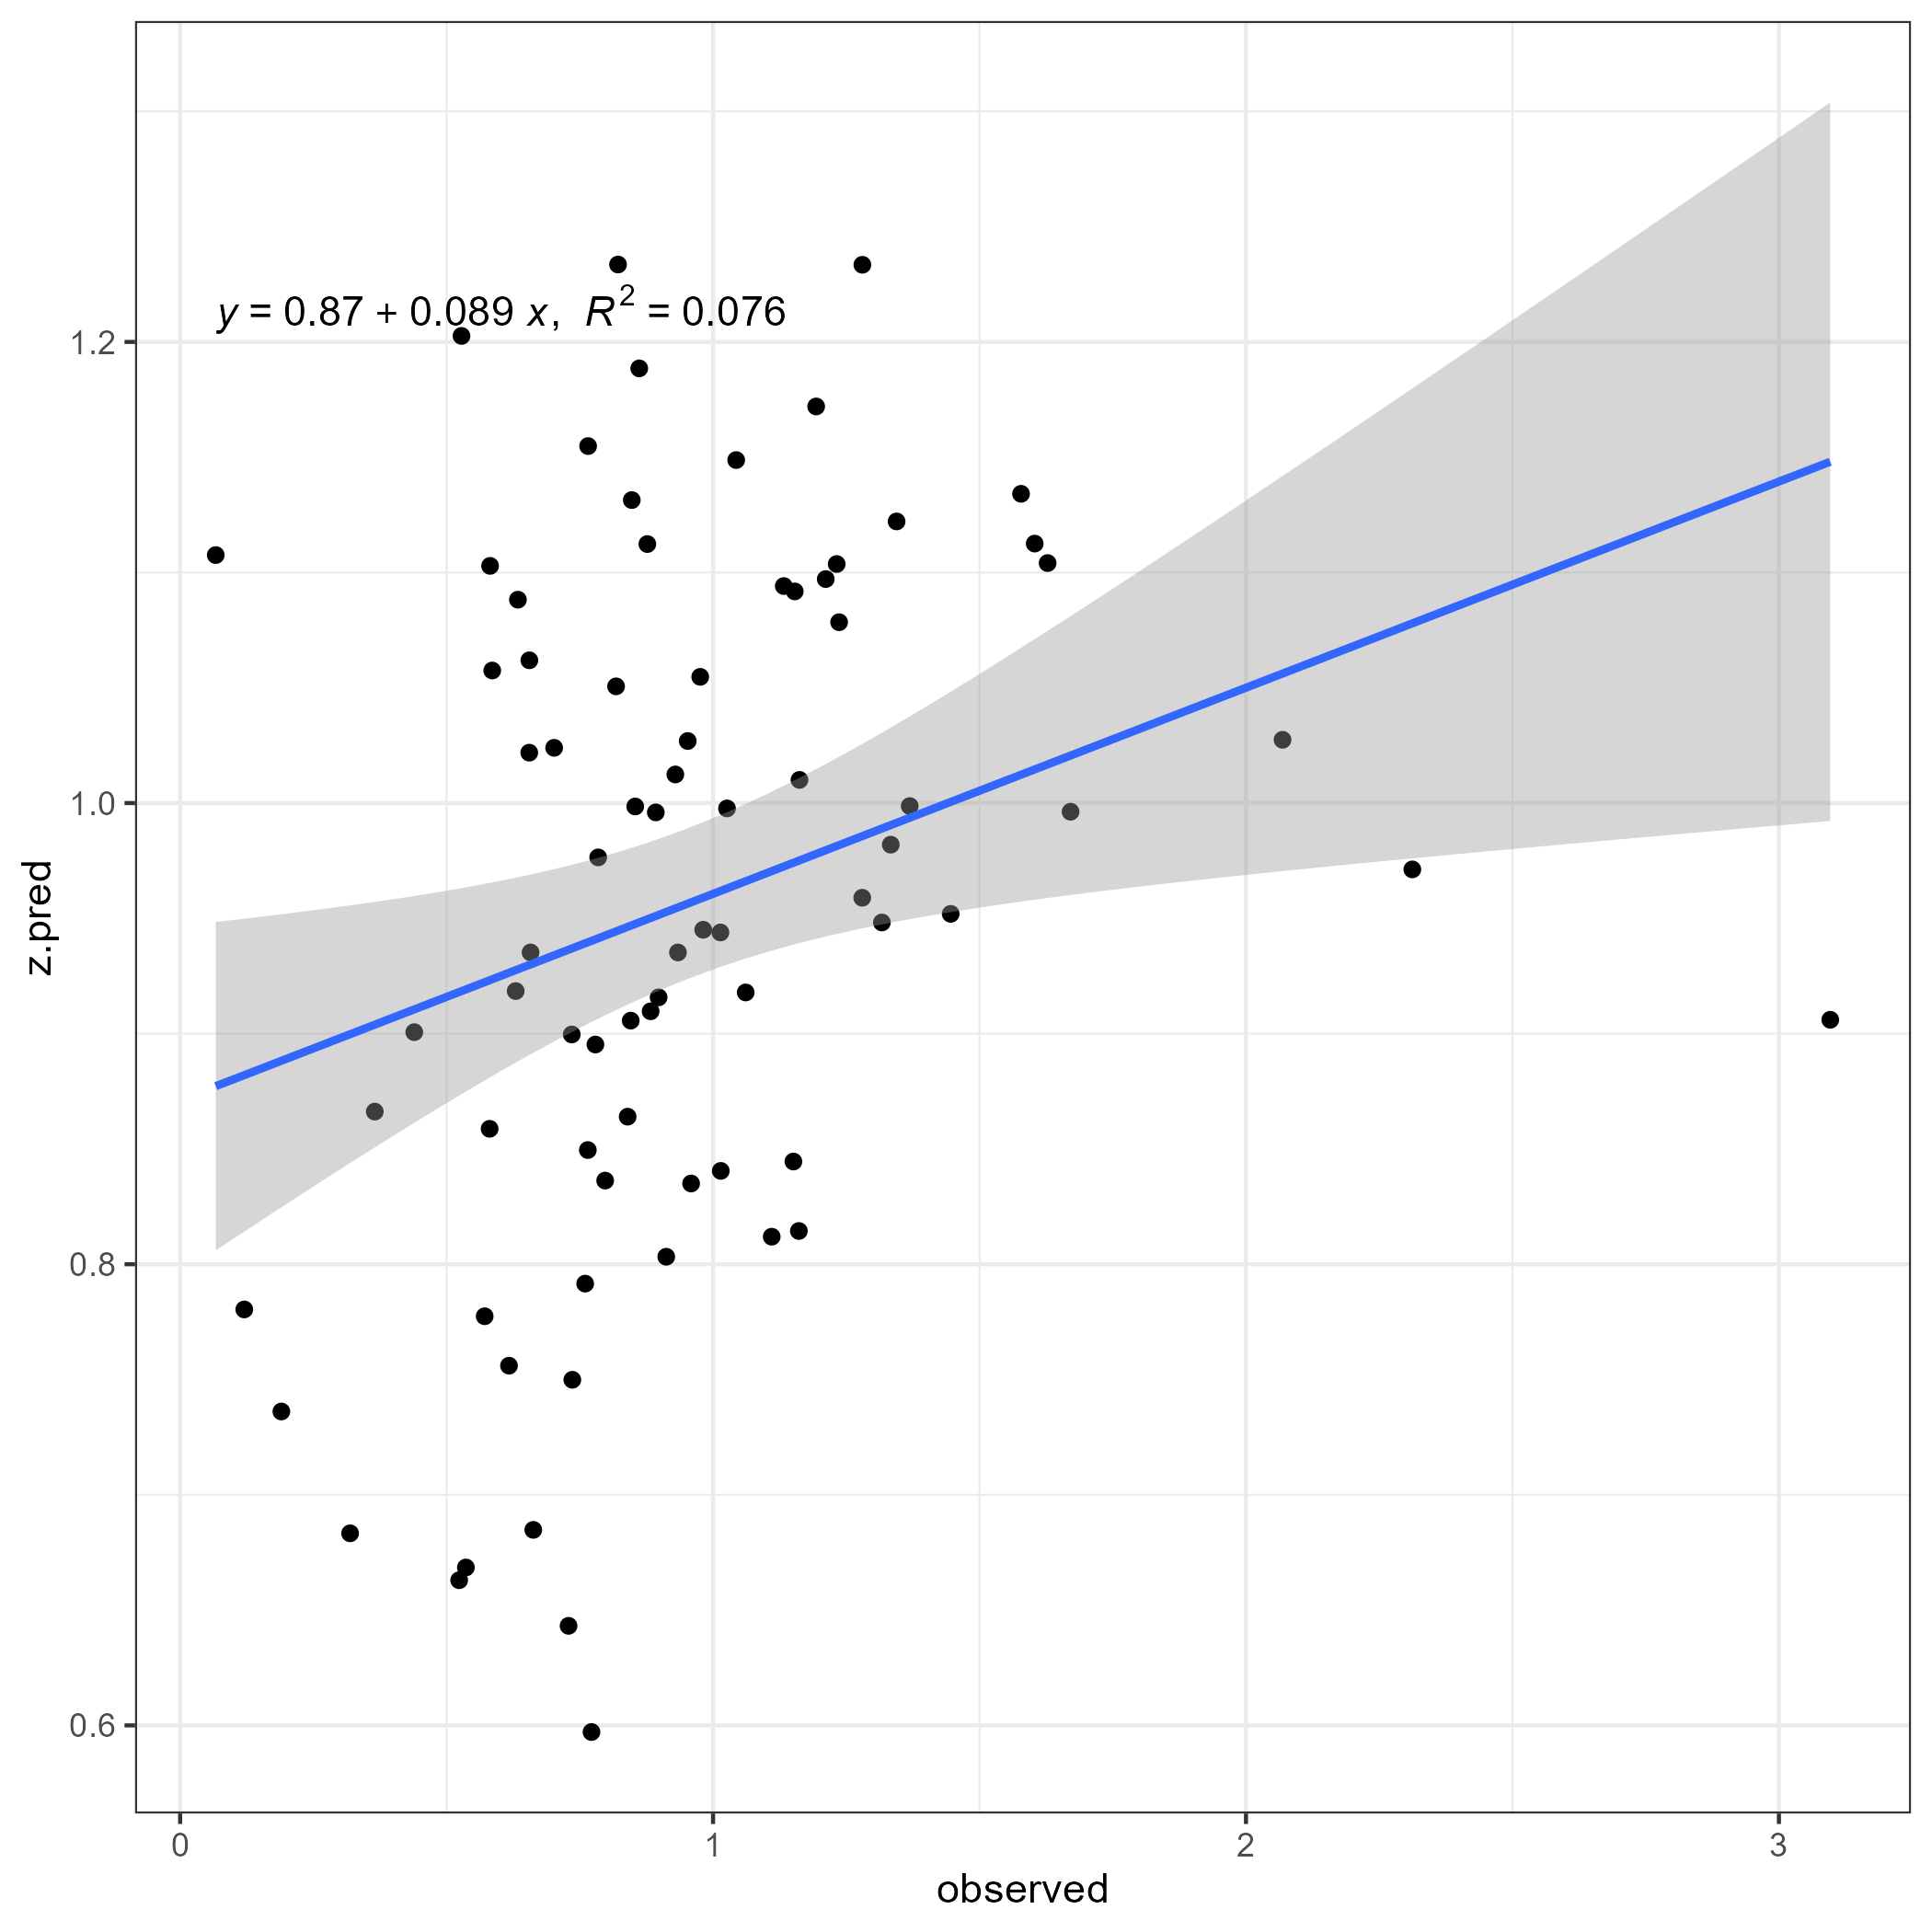 y = 0.87 + 0.089 x, R² = 0.076
1.2
1.0
0.8
0.6
z.pred
0 1 2 3
observed